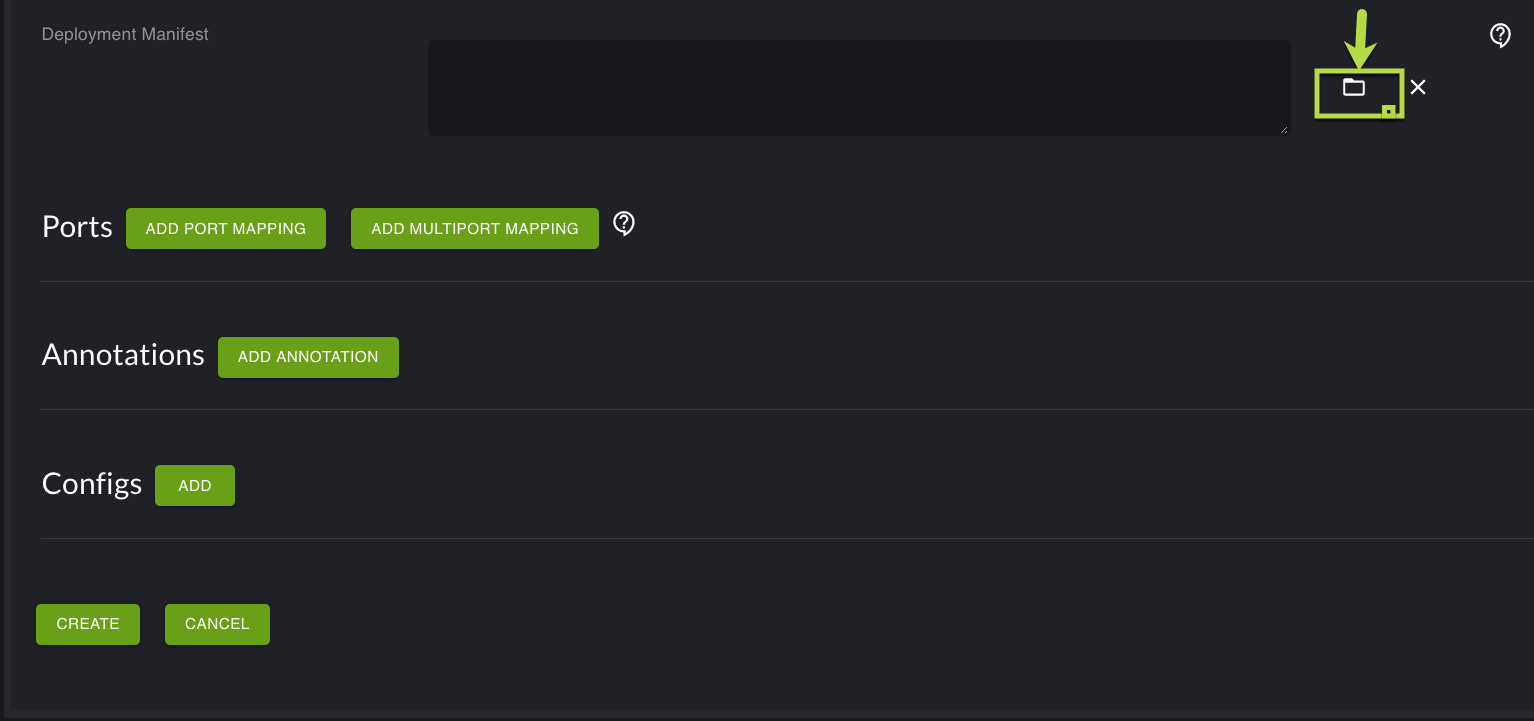 Deployment Manifest
Ports ADD PORT MAPPING ADD MULTIPORT MAPPING
Annotations ADD ANNOTATION
Configs ADD
CREATE CANCEL